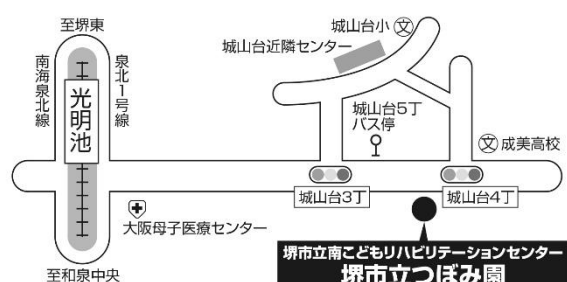 至堺東
南海泉北線
泉北1号線
光明池
至和泉中央
大阪母子医療センター
城山台小 文
城山台近隣センター
城山台5丁
バス停
文 成美高校
城山台3丁
城山台4丁
堺市立南こどもリハビリテーションセンター
堺市立つぼみ園